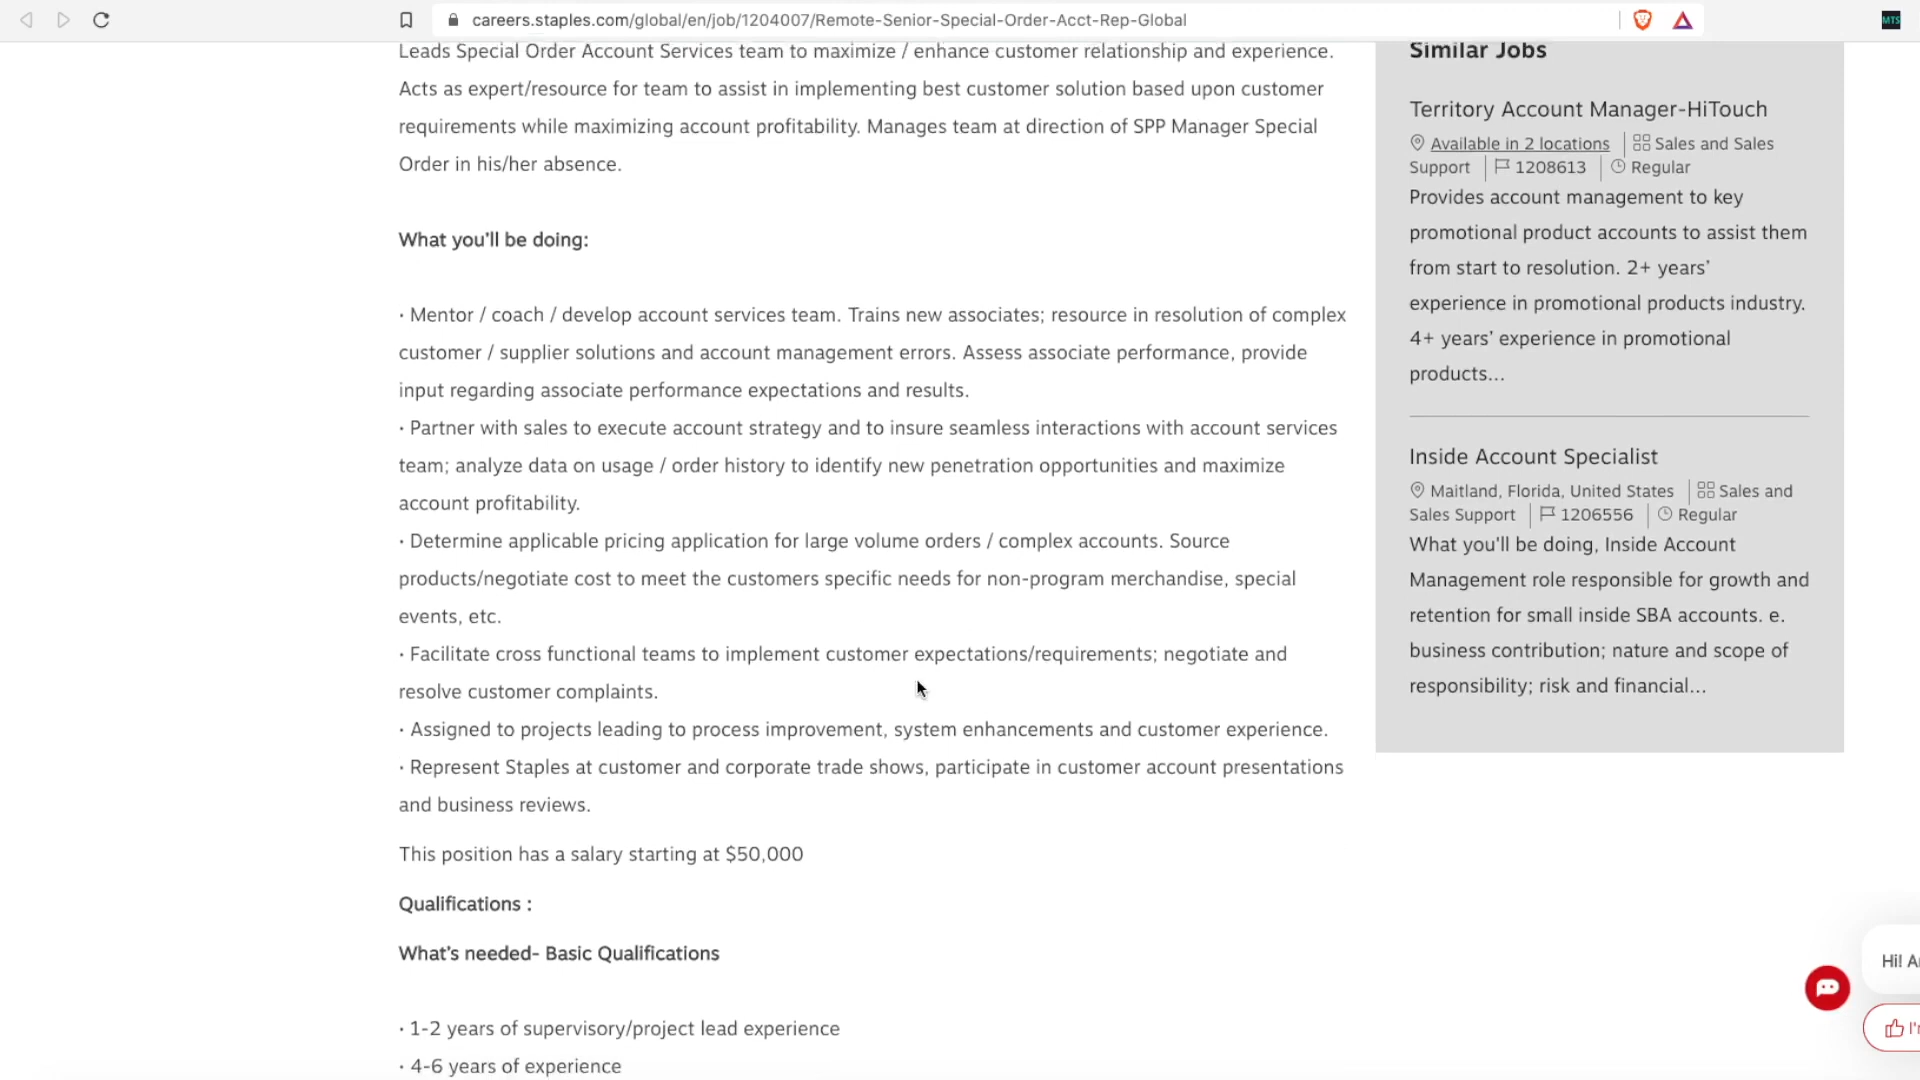 careers.staples.com/global/en/job/1204007/Remote-Senior-Special-Order-Acct-Rep-Global
MTS
Leads Special Order Account Services team to maximize / enhance customer relationship and experience.
Acts as expert/resource for team to assist in implementing best customer solution based upon customer
requirements while maximizing account profitability. Manages team at direction of SPP Manager Special
Order in his/her absence.
What you'll be doing:
· Mentor / coach / develop account services team. Trains new associates; resource in resolution of complex
customer / supplier solutions and account management errors. Assess associate performance, provide
input regarding associate performance expectations and results.
· Partner with sales to execute account strategy and to insure seamless interactions with account services
team; analyze data on usage / order history to identify new penetration opportunities and maximize
account profitability.
· Determine applicable pricing application for large volume orders / complex accounts. Source
products/negotiate cost to meet the customers specific needs for non-program merchandise, special
events, etc.
· Facilitate cross functional teams to implement customer expectations/requirements; negotiate and
resolve customer complaints.
· Assigned to projects leading to process improvement, system enhancements and customer experience.
· Represent Staples at customer and corporate trade shows, participate in customer account presentations
and business reviews.
This position has a salary starting at $50,000
Qualifications :
What's needed- Basic Qualifications
· 1-2 years of supervisory/project lead experience
· 4-6 years of experience
Similar Jobs
Territory Account Manager-HiTouch
Available in 2 locations Sales and Sales
Support 1208613 Regular
Provides account management to key
promotional product accounts to assist them
from start to resolution. 2+ years'
experience in promotional products industry.
4+ years' experience in promotional
products...
Inside Account Specialist
Maitland, Florida, United States Sales and
Sales Support 1206556 Regular
What you'll be doing, Inside Account
Management role responsible for growth and
retention for small inside SBA accounts. e.
business contribution; nature and scope of
responsibility; risk and financial...
Hi!